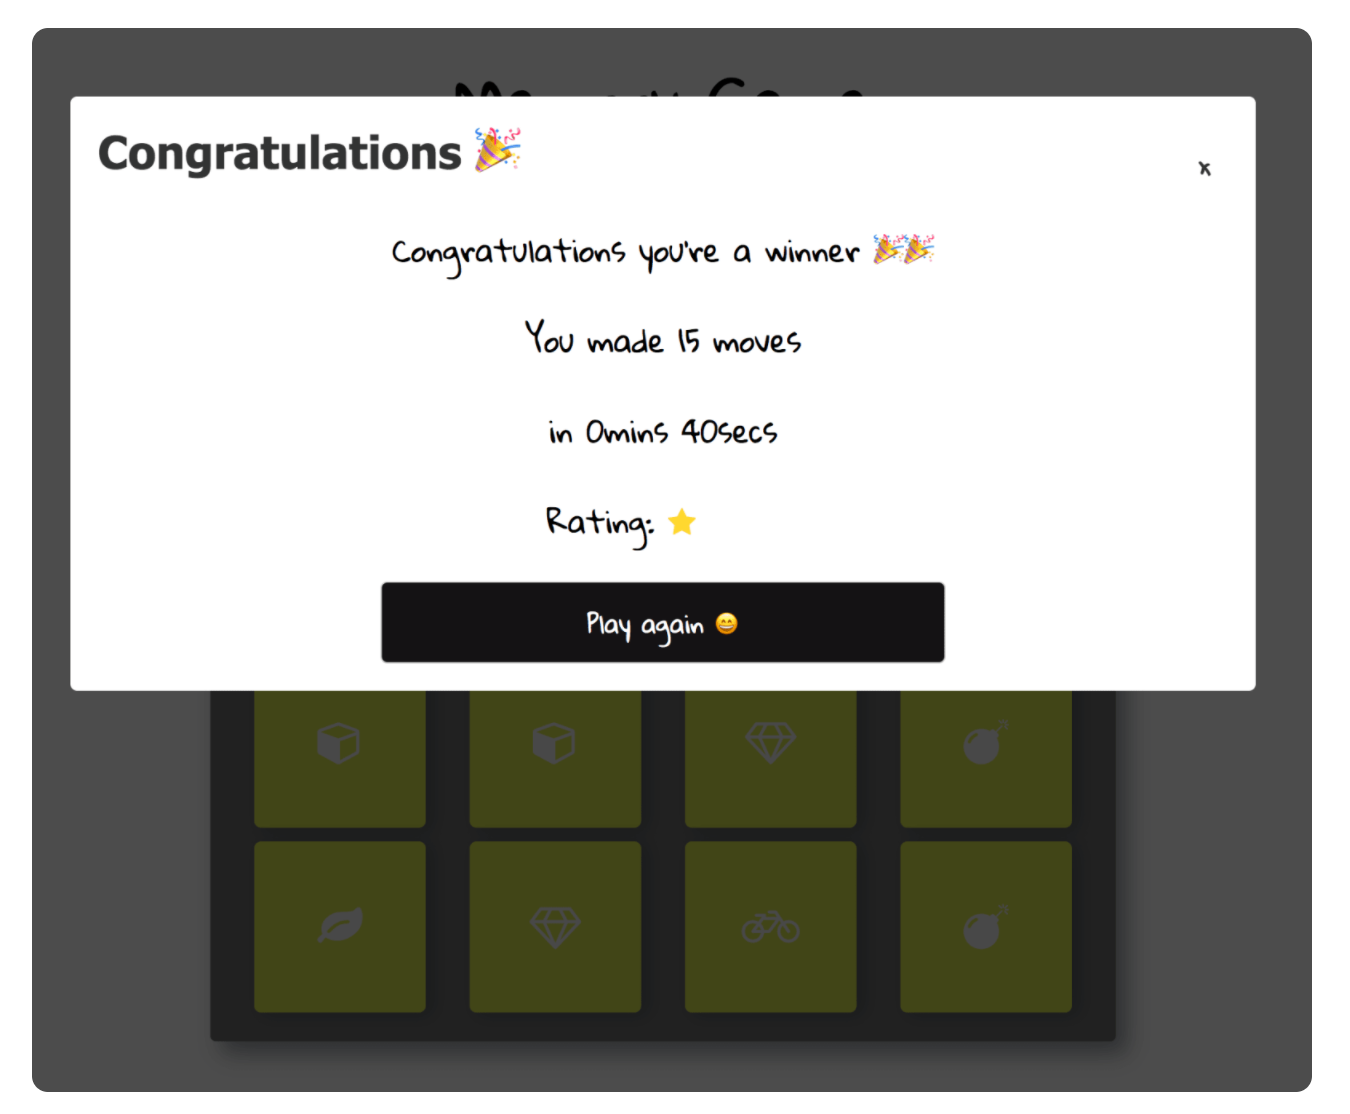 Congratulations 🎉
x
Congratulations you're a winner 🎉🎉
You made 15 moves
in 0mins 40secs
Rating: ⭐
Play again 😄